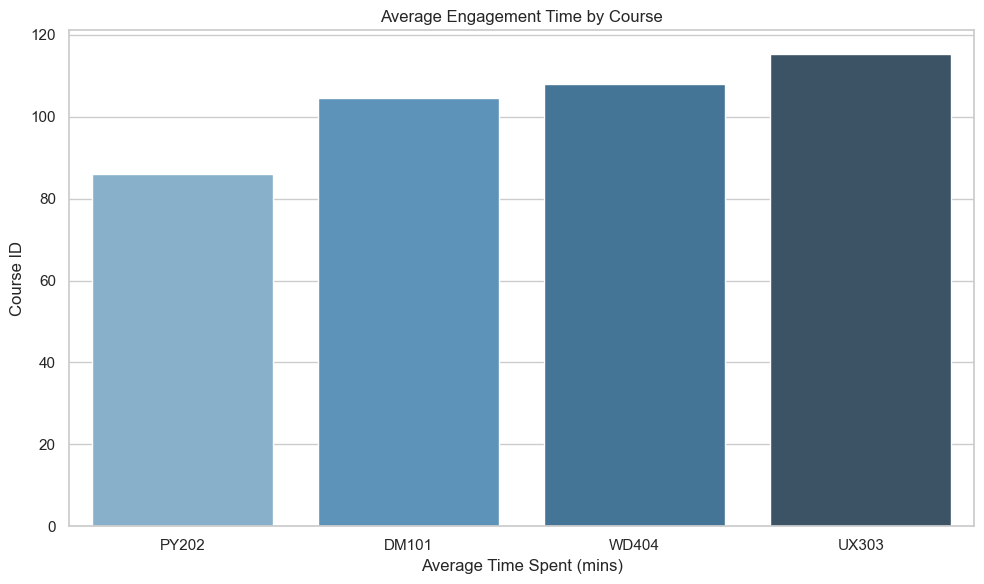 Average Engagement Time by Course
120
100
80
60
40
20
0
Course ID
PY202 DM101 WD404 UX303
Average Time Spent (mins)